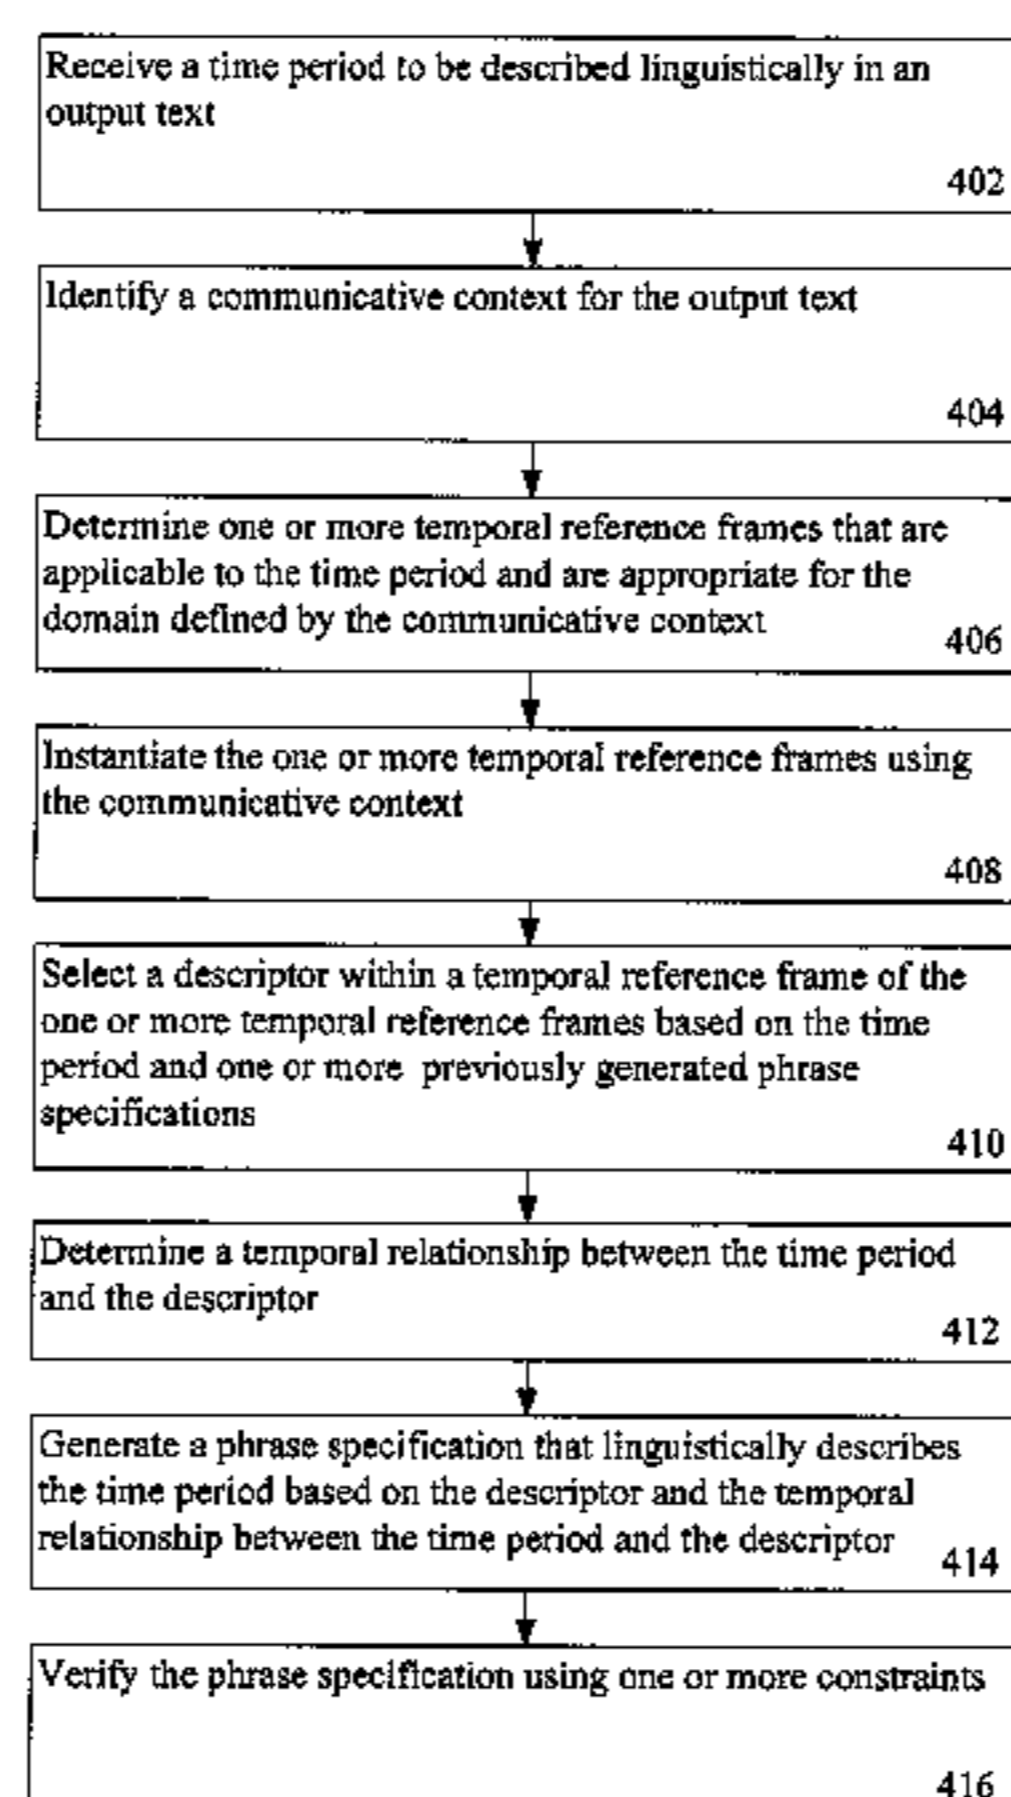 Receive a time period to be described linguistically in an
output text
402
Identify a communicative context for the output text
404
Determine one or more temporal reference frames that are
applicable to the time period and are appropriate for the
domain defined by the communicative context
406
Instantiate the one or more temporal reference frames using
the communicative context
408
Select a descriptor within a temporal reference frame of the
one or more temporal reference frames based on the time
period and one or more previously generated phrase
specifications
410
Determine a temporal relationship between the time period
and the descriptor
412
Generate a phrase specification that linguistically describes
the time period based on the descriptor and the temporal
relationship between the time period and the descriptor
414
Verify the phrase specification using one or more constraints
416